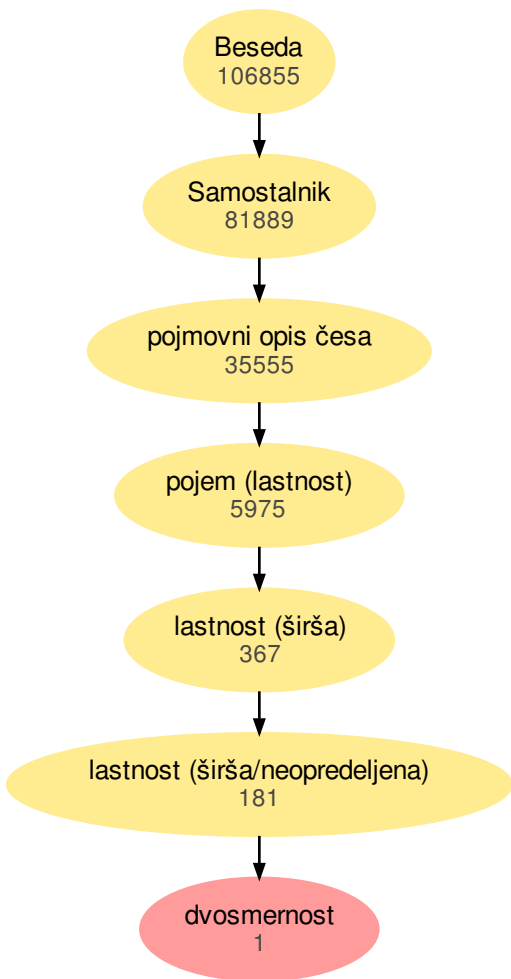 Beseda
106855
Samostalnik
81889
pojmovni opis česa
35555
pojem (lastnost)
5975
lastnost (širša)
367
lastnost (širša/neopredeljena)
181
dvosmernost
1